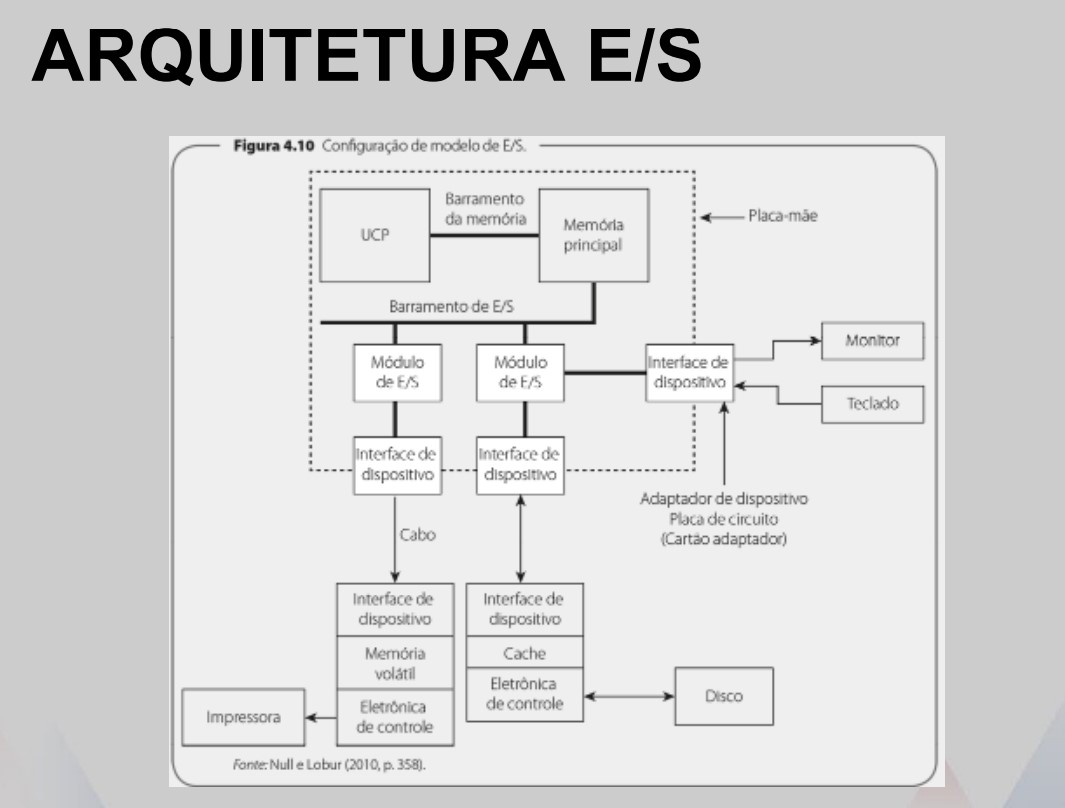 ARQUITETURA E/S
Figura 4.10 Configuração de modelo de E/S.
Barramento
da memória
UCP
Memória
principal
Placa-mãe
Barramento de E/S
Módulo
de E/S
Módulo
de E/S
Interface de
dispositivo
Monitor
Teclado
Interface de
dispositivo
Interface de
dispositivo
Adaptador de dispositivo
Placa de circuito
(Cartão adaptador)
Cabo
Interface de
dispositivo
Memória
volátil
Eletrônica
de controle
Interface de
dispositivo
Cache
Eletrônica
de controle
Disco
Impressora
Fonte: Null e Lobur (2010, p. 358).